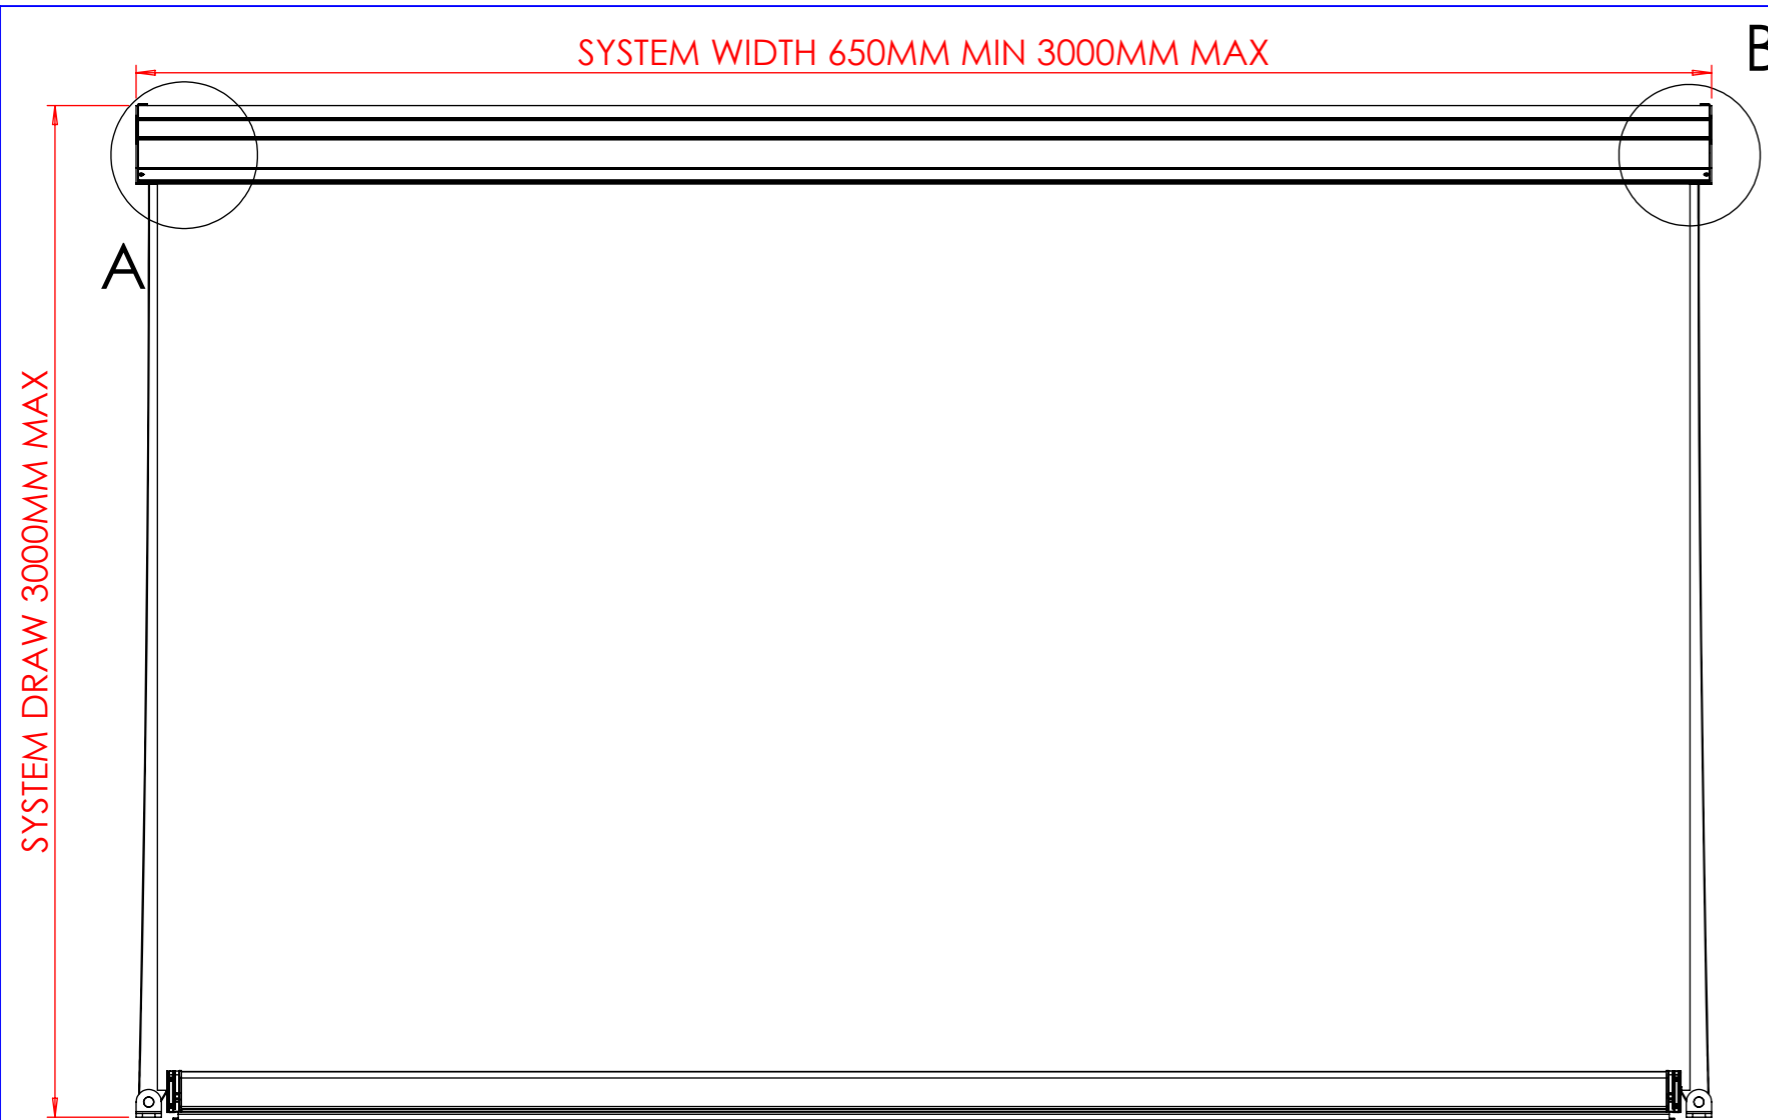 SYSTEM WIDTH 650MM MIN 3000MM MAX
B
A
SYSTEM DRAW 3000MM MAX